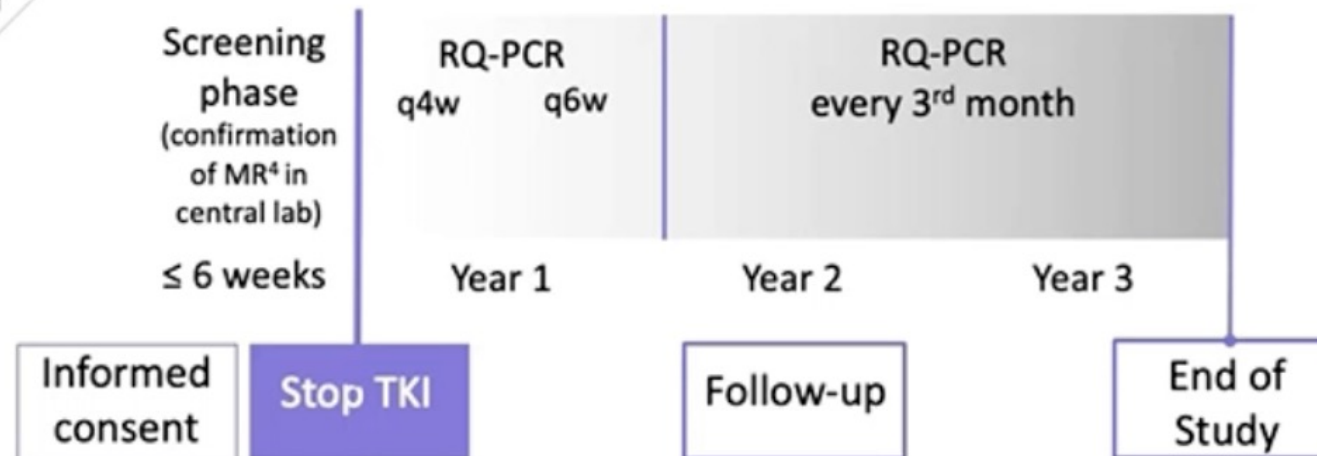 Screening
phase
(confirmation
of MR⁴ in
central lab)
≤ 6 weeks
RQ-PCR
q4w q6w
RQ-PCR
every 3ʳᵈ month
Year 1
Year 2
Year 3
Informed
consent
Stop TKI
Follow-up
End of
Study